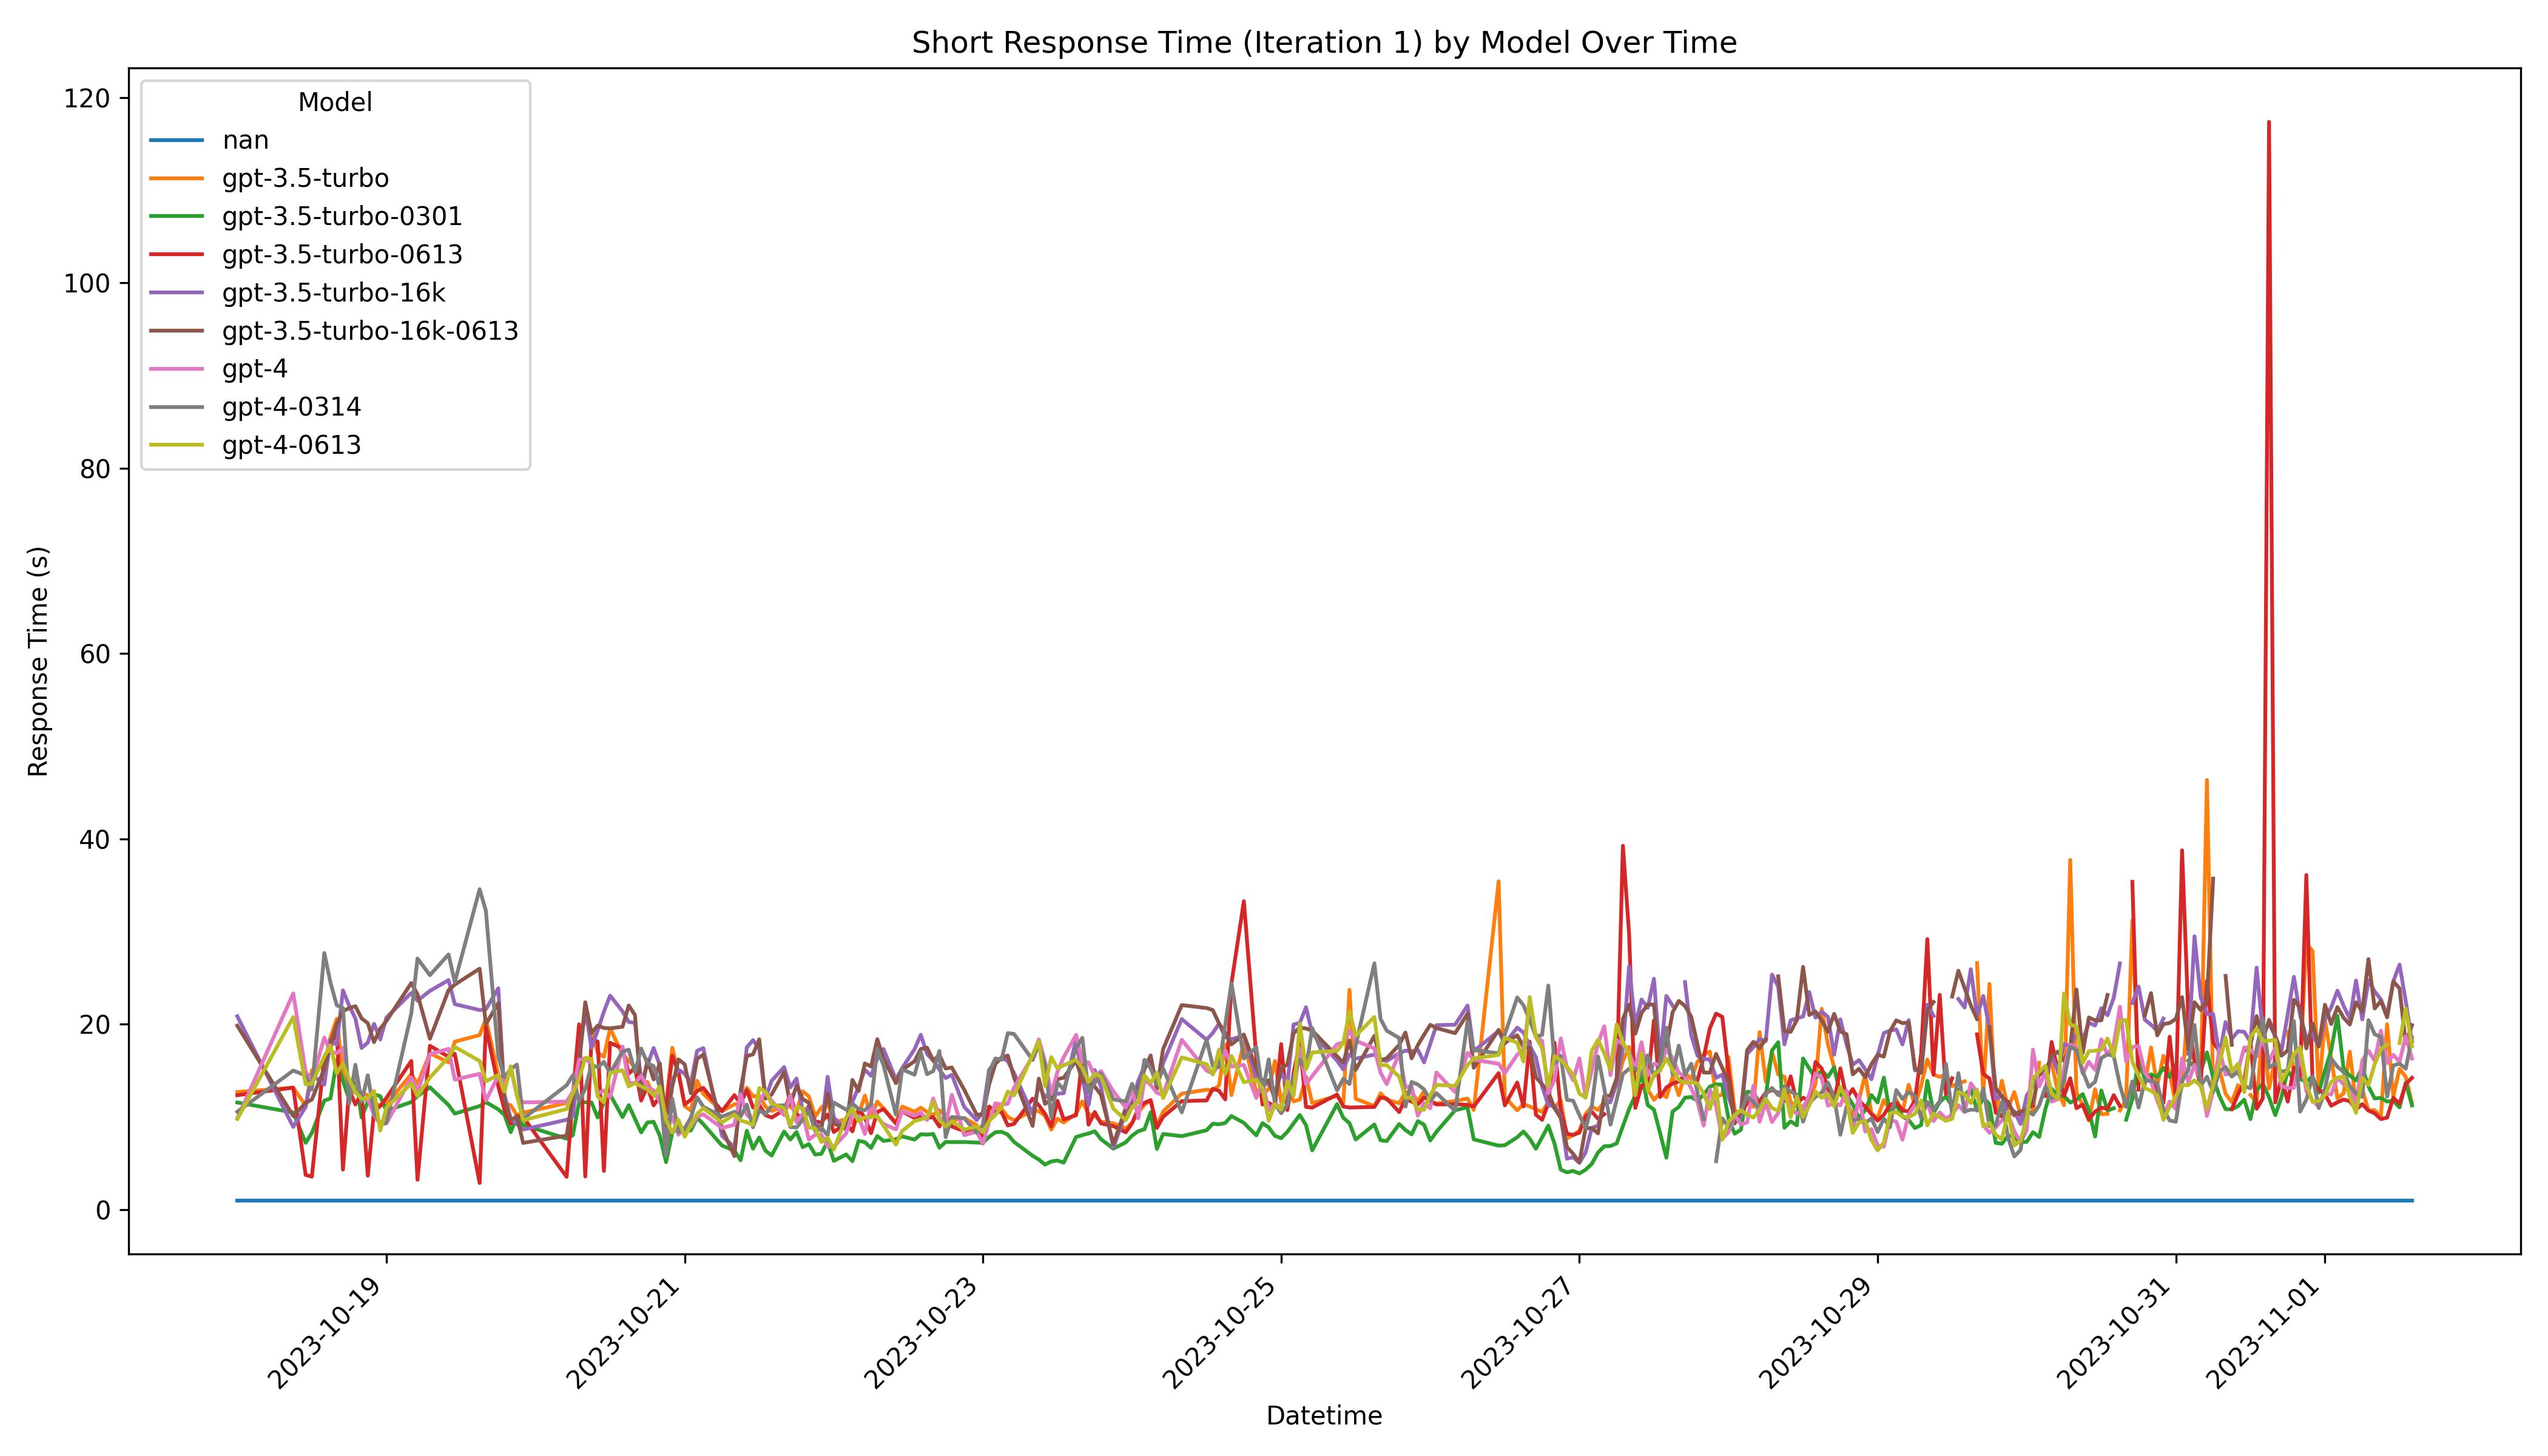 Short Response Time (Iteration 1) by Model Over Time
Model
nan
gpt-3.5-turbo
gpt-3.5-turbo-0301
gpt-3.5-turbo-0613
gpt-3.5-turbo-16k
gpt-3.5-turbo-16k-0613
gpt-4
gpt-4-0314
gpt-4-0613
Response Time (s)
120
100
80
60
40
20
0
2023-10-19
2023-10-21
2023-10-23
2023-10-25
2023-10-27
2023-10-29
2023-10-31
2023-11-01
Datetime